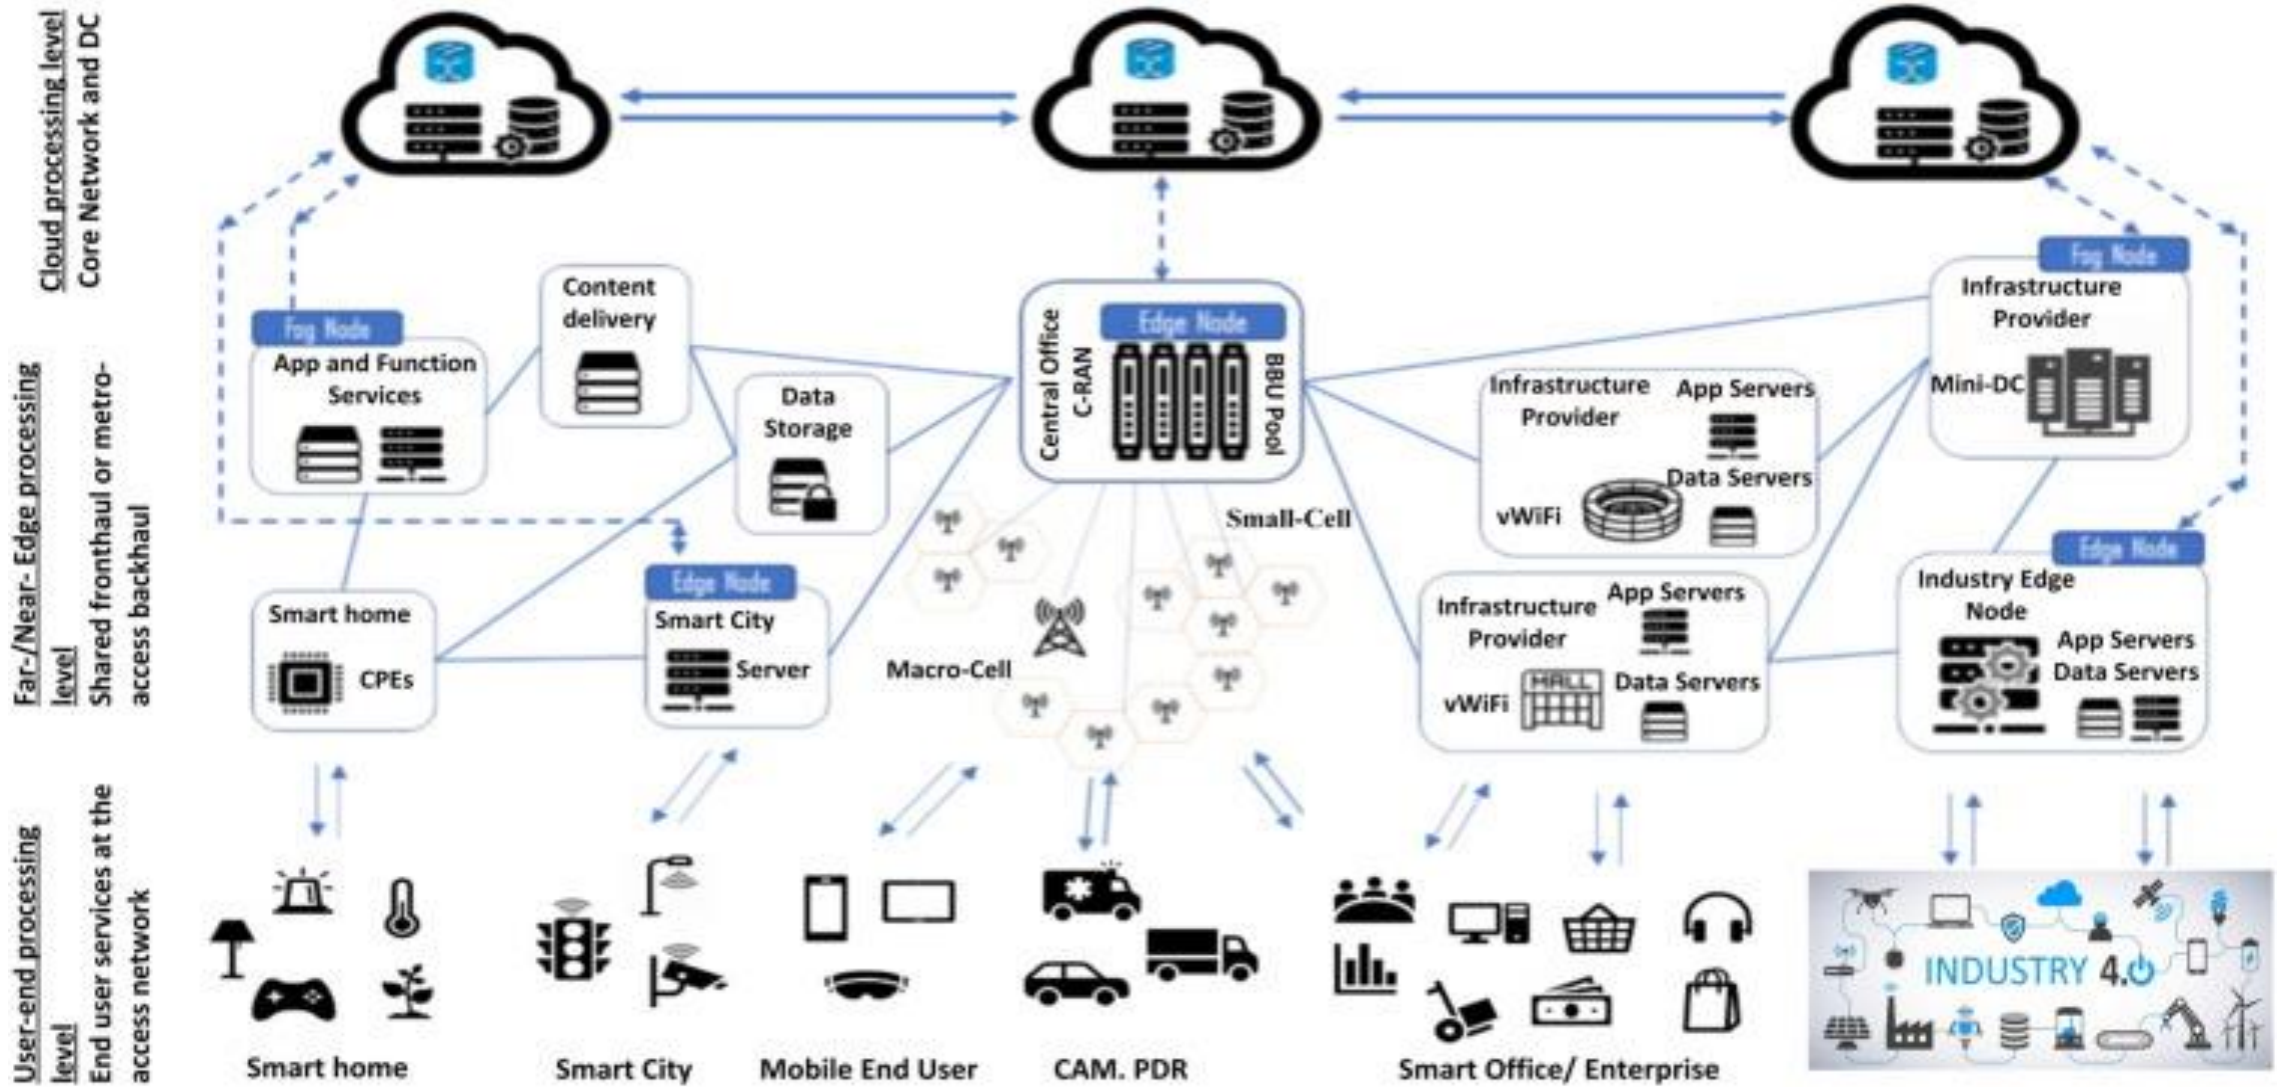 Cloud processing level
Core Network and DC
Far-/Near- Edge processing
level
Shared fronthaul or metro-
access backhaul
User-end processing
level
End user services at the
access network
Fog Node
App and Function
Services
Content
delivery
Data
Storage
Smart home
CPEs
Edge Node
Smart City
Server
Central Office
C-RAN
Edge Node
BBU Pool
Small-Cell
Macro-Cell
Infrastructure
Provider
App Servers
Data Servers
vWiFi
Infrastructure
Provider
App Servers
Data Servers
vWiFi
MALL
Fog Node
Infrastructure
Provider
Mini-DC
Edge Node
Industry Edge
Node
App Servers
Data Servers
Smart home
Smart City
Mobile End User
CAM. PDR
Smart Office/ Enterprise
INDUSTRY 4.0